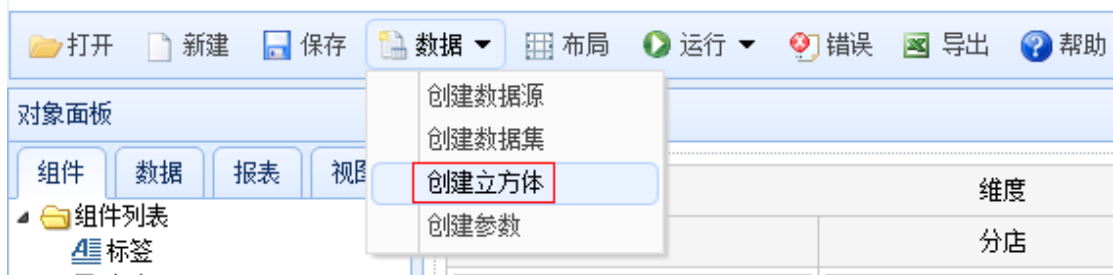 打开 新建 保存 数据 布局 运行 错误 导出 帮助
创建数据源
对象面板
创建数据集
组件 数据 报表 视图
创建立方体
维度
组件列表
创建参数
分店
标签